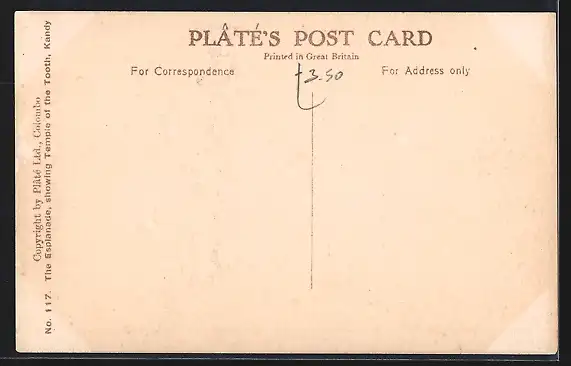 PLÂTÉ'S POST CARD
Printed in Great Britain
For Correspondence
For Address only
3.50
Copyright by Plâté Ltd., Colombo
No. 117. The Esplanade, showing Temple of the Tooth, Kandy